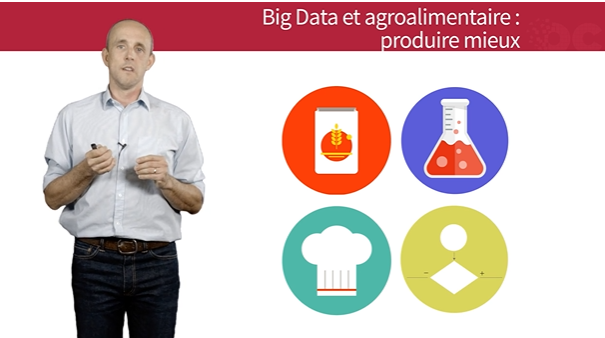 Big Data et agroalimentaire :
produire mieux